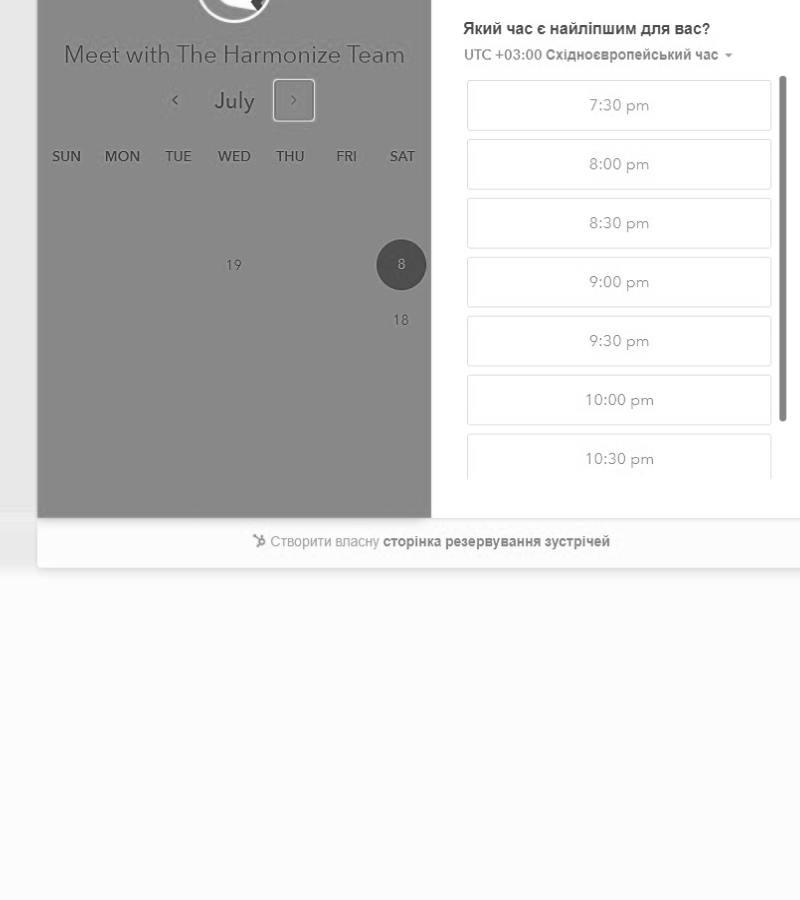 Meet with The Harmonize Team
July
SUN MON TUE WED THU FRI SAT
19 8
18
Який час є найліпшим для вас?
UTC +03:00 Східноєвропейський час
7:30 pm
8:00 pm
8:30 pm
9:00 pm
9:30 pm
10:00 pm
10:30 pm
Створити власну сторінка резервування зустрічей